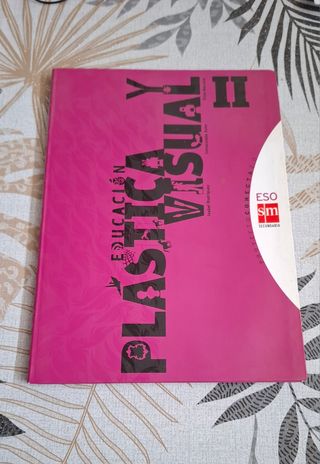 EDUCACIÓN
PLÁSTICA Y
VISUAL II
ESO
sm
SECUNDARIA